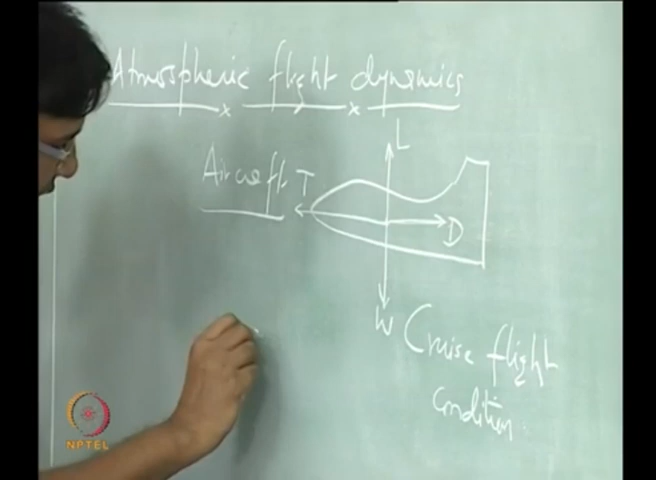 Atmospheric flight dynamics
Aircraft
T
L
D
W
Cruise flight
condition
NPTEL